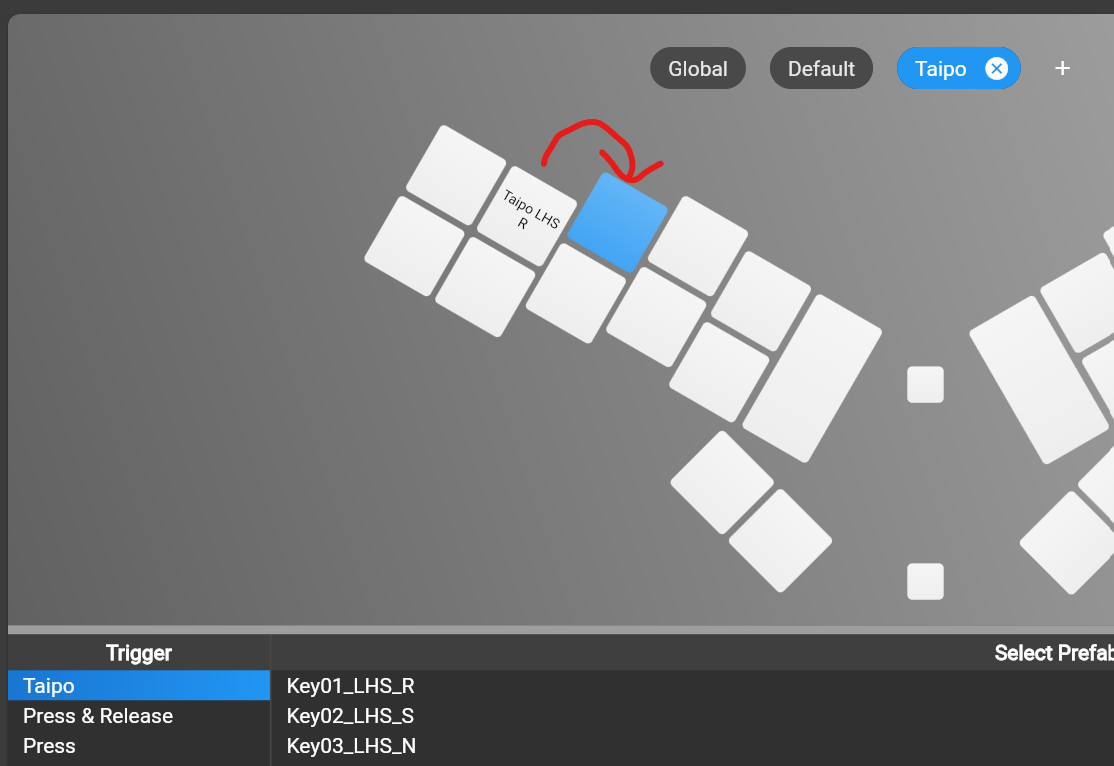 Global
Default
Taipo
+
Taipo LHS
R
Trigger
Select Prefab
Taipo
Key01_LHS_R
Press & Release
Key02_LHS_S
Press
Key03_LHS_N